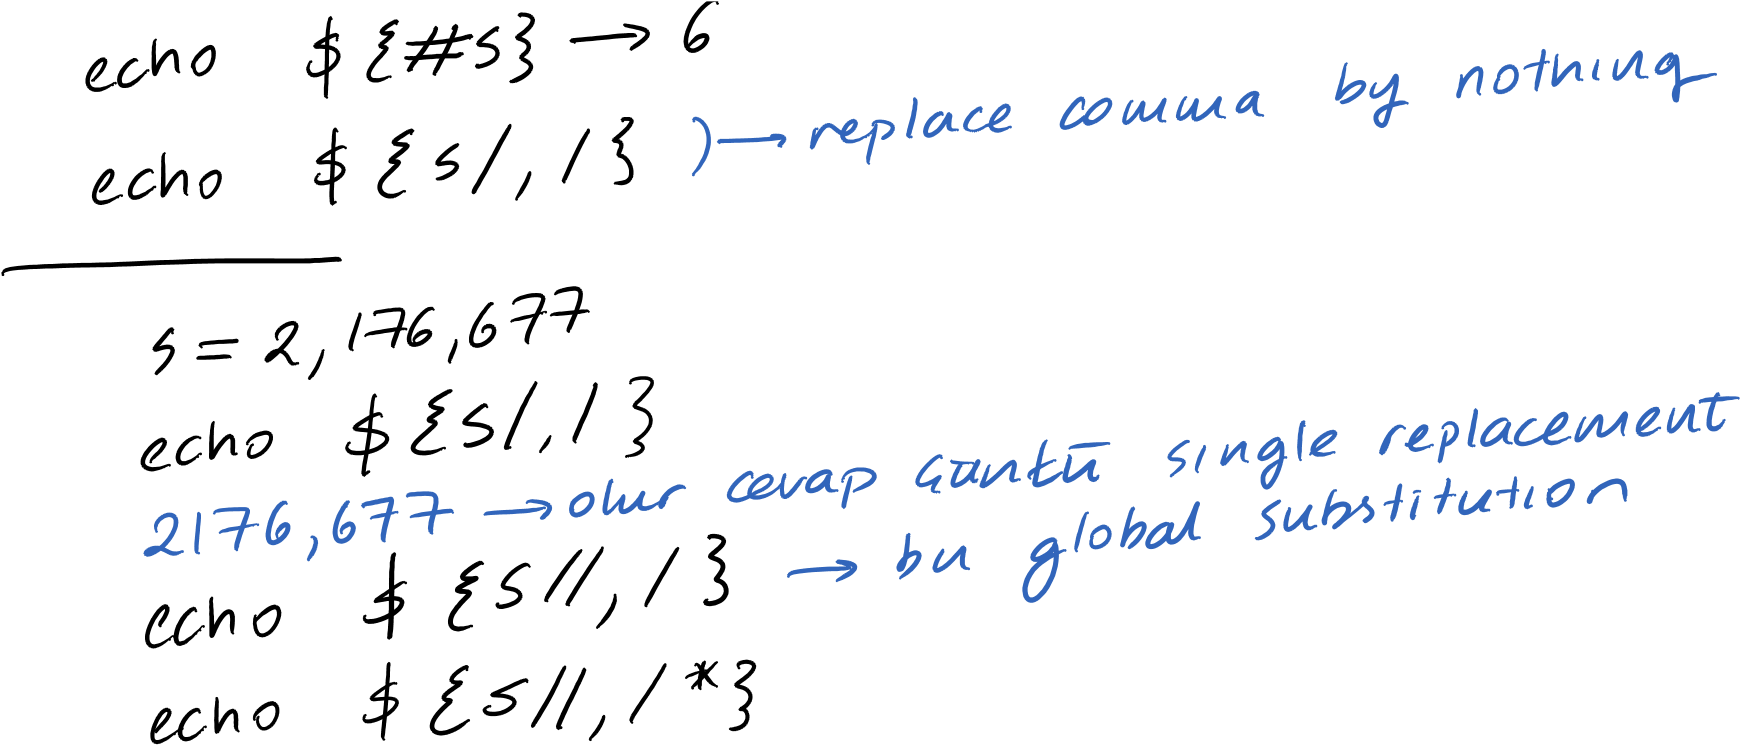 echo ${#s} → 6
echo ${s/,/} ) → replace comma by nothing
s = 2,176,677
echo ${s/,/}
2176,677 → olur cevap çünkü single replacement
echo ${s//,/} → bu global substitution
echo ${s//,/*}